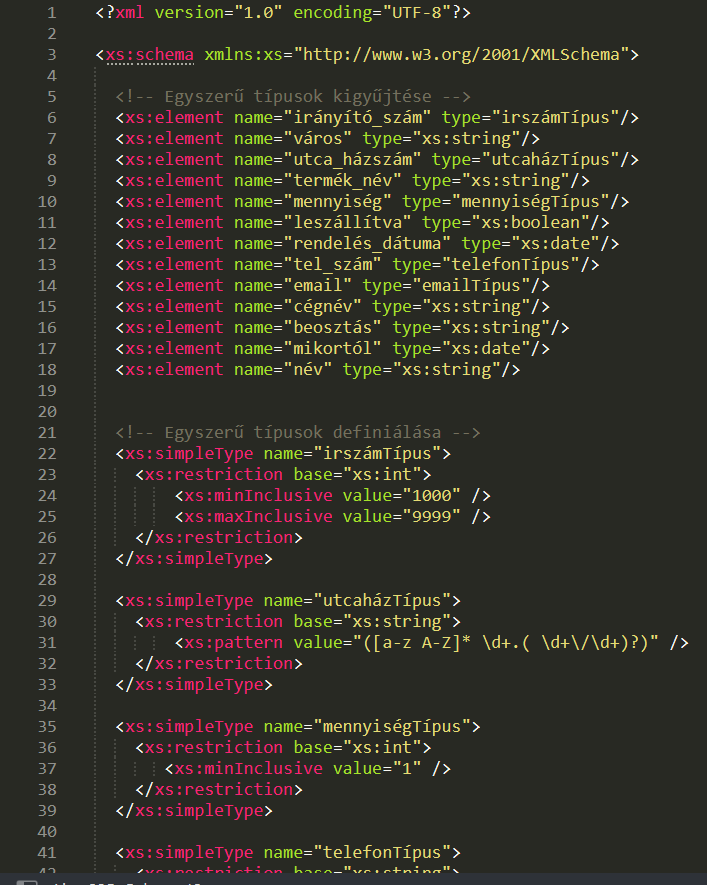 1 <?xml version="1.0" encoding="UTF-8"?>
2
3 <xs:schema xmlns:xs="http://www.w3.org/2001/XMLSchema">
4
5 <!-- Egyszerű típusok kigyűjtése -->
6 <xs:element name="irányító_szám" type="irszámTípus"/>
7 <xs:element name="város" type="xs:string"/>
8 <xs:element name="utca_házszám" type="utcaházTípus"/>
9 <xs:element name="termék_név" type="xs:string"/>
10 <xs:element name="mennyiség" type="mennyiségTípus"/>
11 <xs:element name="leszállítva" type="xs:boolean"/>
12 <xs:element name="rendelés_dátuma" type="xs:date"/>
13 <xs:element name="tel_szám" type="telefonTípus"/>
14 <xs:element name="email" type="emailTípus"/>
15 <xs:element name="cégnév" type="xs:string"/>
16 <xs:element name="beosztás" type="xs:string"/>
17 <xs:element name="mikortól" type="xs:date"/>
18 <xs:element name="név" type="xs:string"/>
19
20
21 <!-- Egyszerű típusok definiálása -->
22 <xs:simpleType name="irszámTípus">
23 <xs:restriction base="xs:int">
24 <xs:minInclusive value="1000" />
25 <xs:maxInclusive value="9999" />
26 </xs:restriction>
27 </xs:simpleType>
28
29 <xs:simpleType name="utcaházTípus">
30 <xs:restriction base="xs:string">
31 <xs:pattern value="([a-z A-Z]* \d+.( \d+\/\d+)?)" />
32 </xs:restriction>
33 </xs:simpleType>
34
35 <xs:simpleType name="mennyiségTípus">
36 <xs:restriction base="xs:int">
37 <xs:minInclusive value="1" />
38 </xs:restriction>
39 </xs:simpleType>
40
41 <xs:simpleType name="telefonTípus">
42 <xs:restriction base="xs:string">